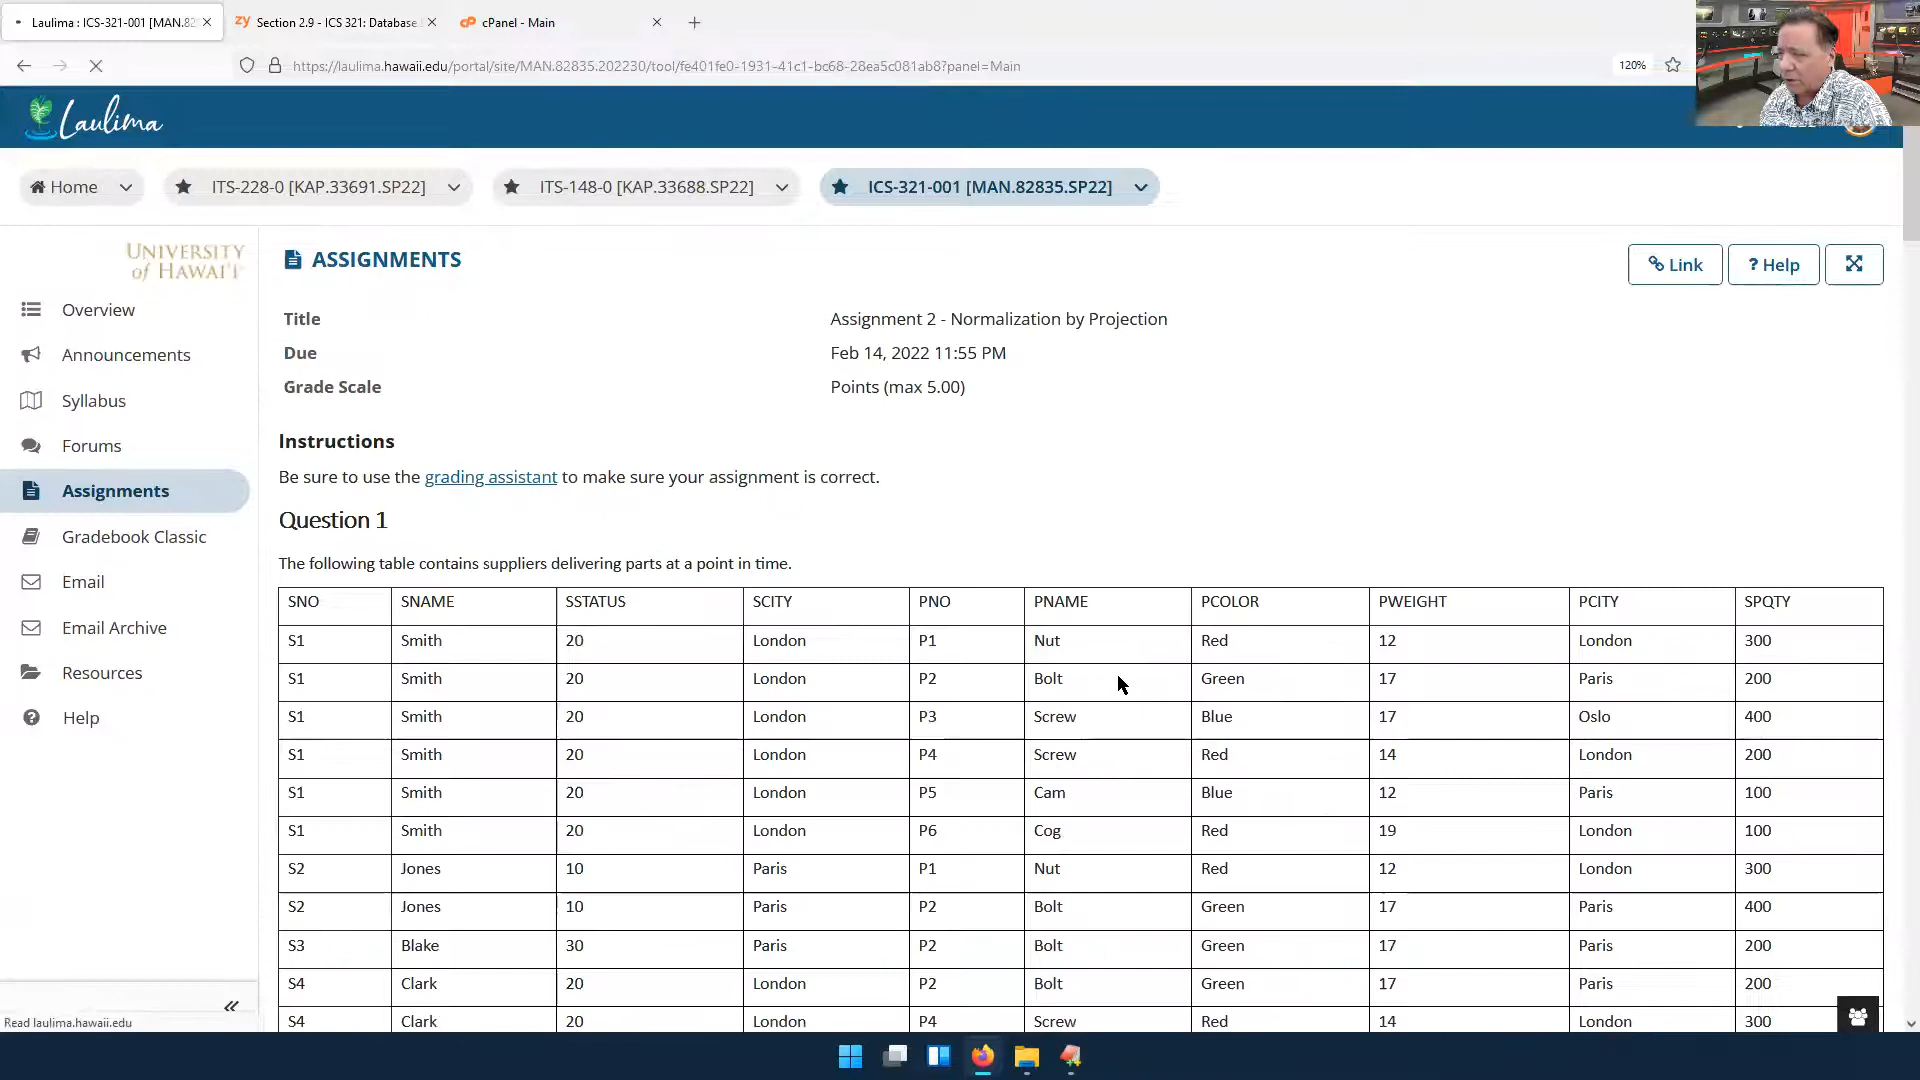 Laulima : ICS-321-001 [MAN.82
Section 2.9 - ICS 321: Database
cPanel - Main
https://laulima.hawaii.edu/portal/site/MAN.82835.202230/tool/fe401fe0-1931-41c1-bc68-28ea5c081ab8?panel=Main
120%
Laulima
Home
ITS-228-0 [KAP.33691.SP22]
ITS-148-0 [KAP.33688.SP22]
ICS-321-001 [MAN.82835.SP22]
UNIVERSITY
of HAWAI'I
Overview
Announcements
Syllabus
Forums
Assignments
Gradebook Classic
Email
Email Archive
Resources
Help
ASSIGNMENTS
Link
? Help
Title Assignment 2 - Normalization by Projection
Due Feb 14, 2022 11:55 PM
Grade Scale Points (max 5.00)
Instructions
Be sure to use the grading assistant to make sure your assignment is correct.
Question 1
The following table contains suppliers delivering parts at a point in time.
SNO SNAME SSTATUS SCITY PNO PNAME PCOLOR PWEIGHT PCITY SPQTY
S1 Smith 20 London P1 Nut Red 12 London 300
S1 Smith 20 London P2 Bolt Green 17 Paris 200
S1 Smith 20 London P3 Screw Blue 17 Oslo 400
S1 Smith 20 London P4 Screw Red 14 London 200
S1 Smith 20 London P5 Cam Blue 12 Paris 100
S1 Smith 20 London P6 Cog Red 19 London 100
S2 Jones 10 Paris P1 Nut Red 12 London 300
S2 Jones 10 Paris P2 Bolt Green 17 Paris 400
S3 Blake 30 Paris P2 Bolt Green 17 Paris 200
S4 Clark 20 London P2 Bolt Green 17 Paris 200
S4 Clark 20 London P4 Screw Red 14 London 300
Read laulima.hawaii.edu